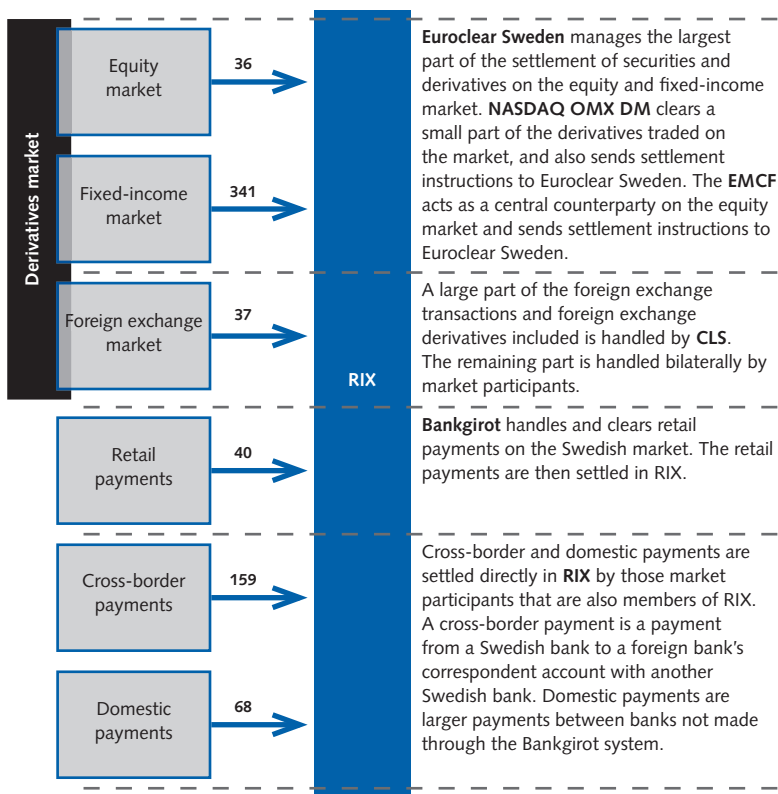 Derivatives market
Equity
market
36
Euroclear Sweden manages the largest
part of the settlement of securities and
derivatives on the equity and fixed-income
market. NASDAQ OMX DM clears a
small part of the derivatives traded on
the market, and also sends settlement
instructions to Euroclear Sweden. The EMCF
acts as a central counterparty on the equity
market and sends settlement instructions to
Euroclear Sweden.
Fixed-income
market
341
Foreign exchange
market
37
A large part of the foreign exchange
transactions and foreign exchange
derivatives included is handled by CLS.
The remaining part is handled bilaterally by
market participants.
RIX
Retail
payments
40
Bankgirot handles and clears retail
payments on the Swedish market. The retail
payments are then settled in RIX.
Cross-border
payments
159
Cross-border and domestic payments are
settled directly in RIX by those market
participants that are also members of RIX.
A cross-border payment is a payment
from a Swedish bank to a foreign bank’s
correspondent account with another
Swedish bank. Domestic payments are
larger payments between banks not made
through the Bankgirot system.
Domestic
payments
68